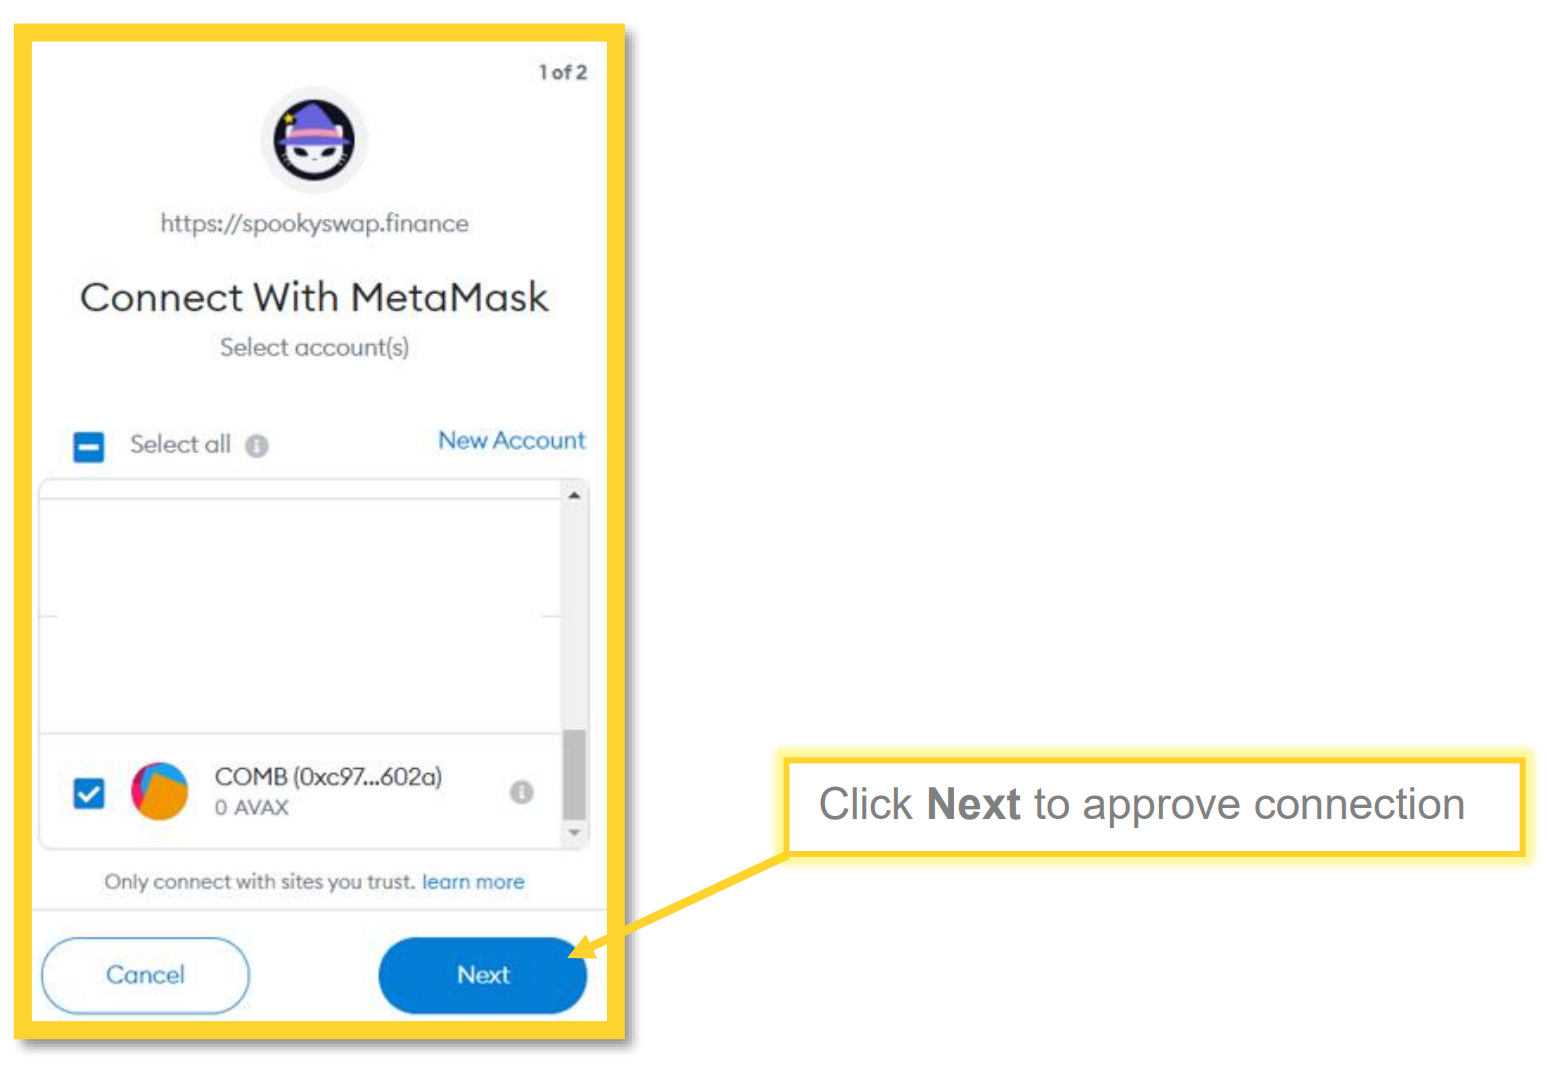 1 of 2
https://spookyswap.finance
Connect With MetaMask
Select account(s)
Select all
New Account
COMB (0xc97...602a)
0 AVAX
Only connect with sites you trust. learn more
Cancel
Next
Click Next to approve connection